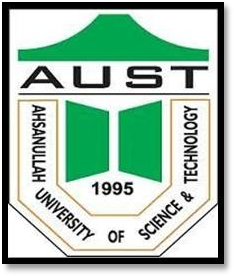 AUST
1995
AHSANULLAH UNIVERSITY OF SCIENCE & TECHNOLOGY